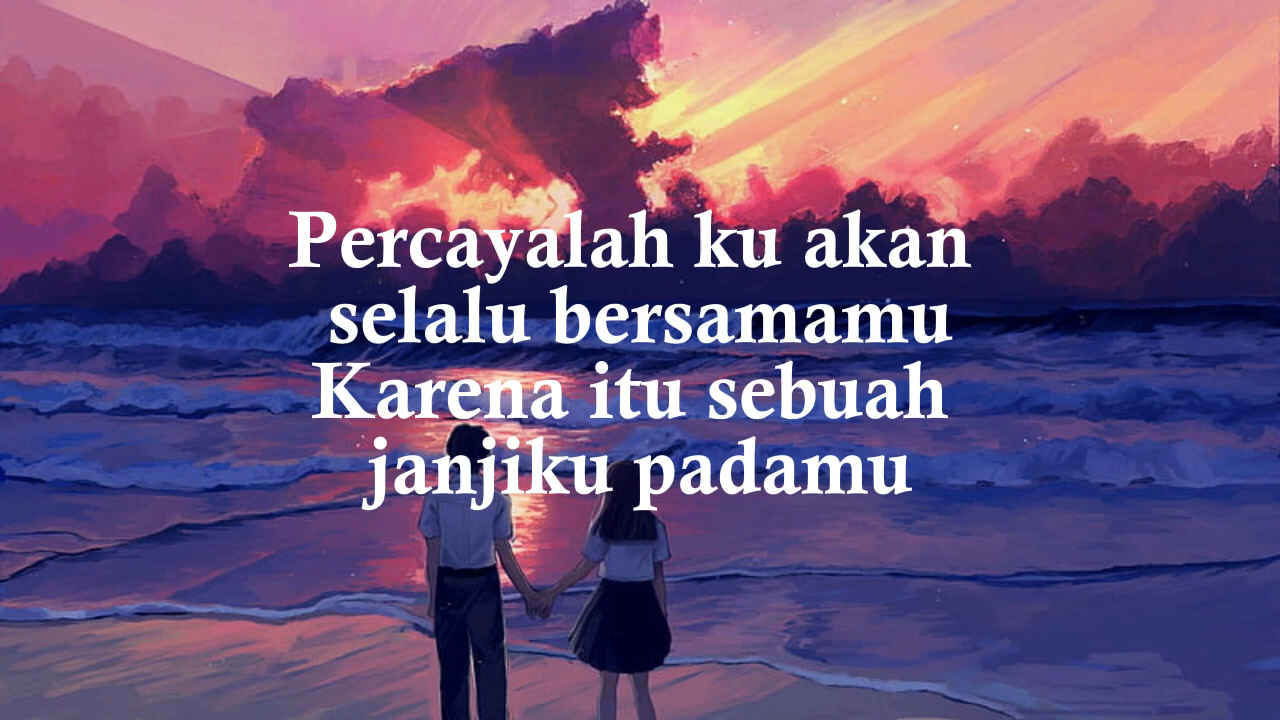 Percayalah ku akan
selalu bersamamu
Karena itu sebuah
janjiku padamu